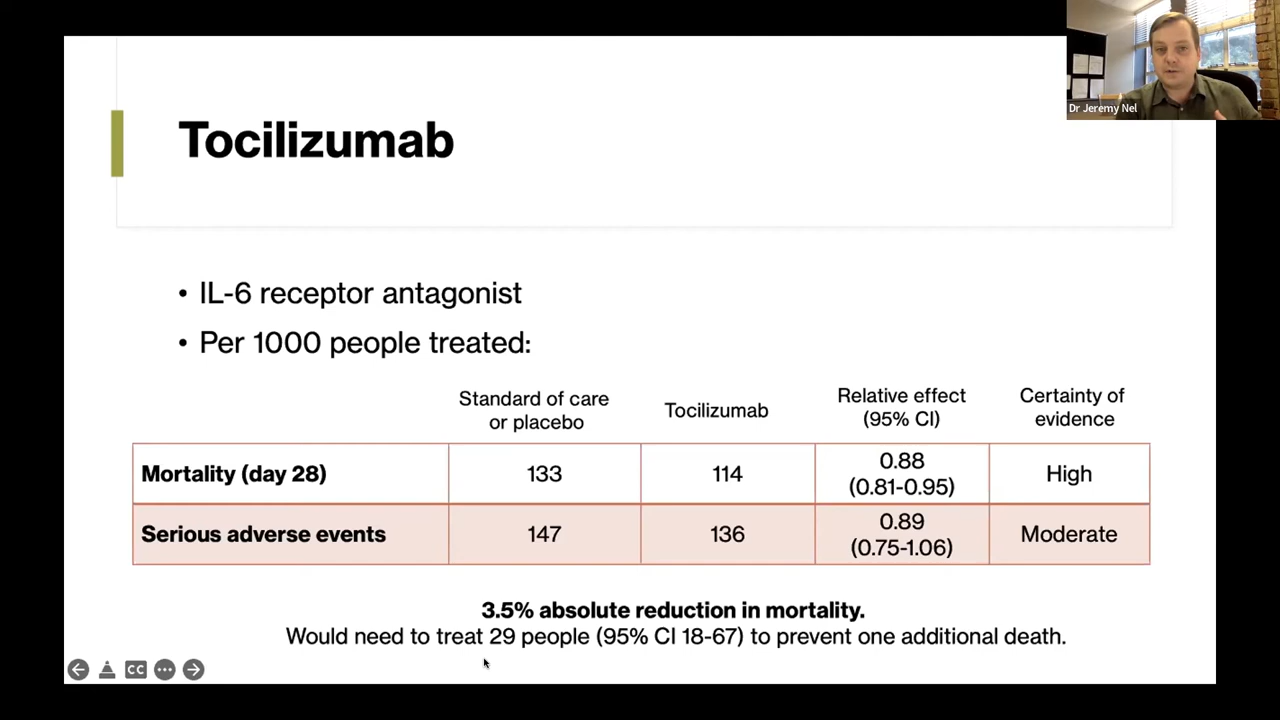 Dr Jeremy Nel
Tocilizumab
• IL-6 receptor antagonist
• Per 1000 people treated:
Standard of care
or placebo
Tocilizumab
Relative effect
(95% CI)
Certainty of
evidence
Mortality (day 28)
133
114
0.88
(0.81-0.95)
High
Serious adverse events
147
136
0.89
(0.75-1.06)
Moderate
3.5% absolute reduction in mortality.
Would need to treat 29 people (95% CI 18-67) to prevent one additional death.
CC